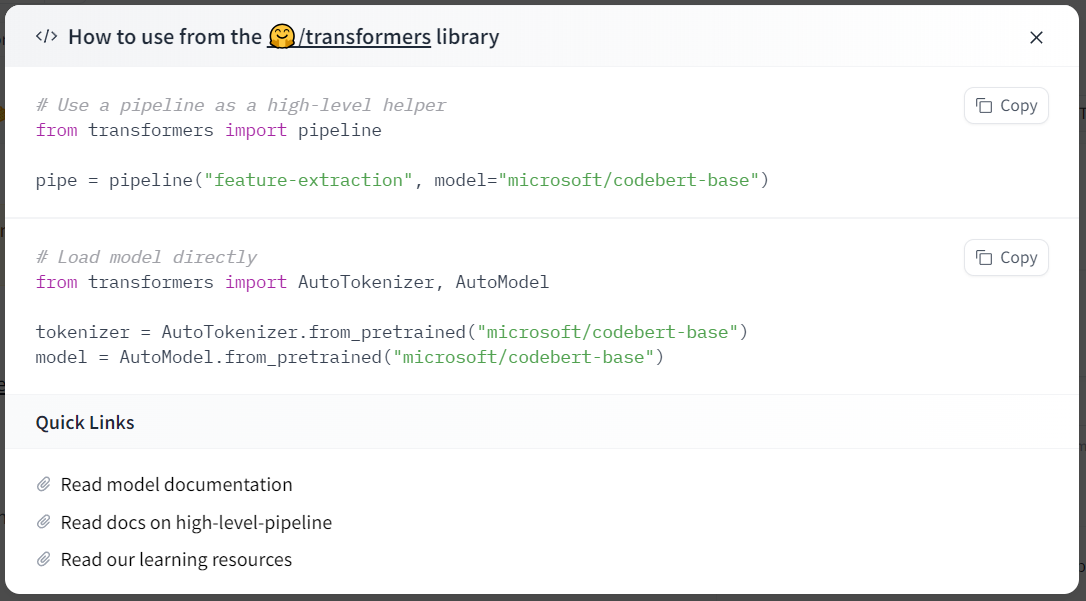 </> How to use from the 🤗/transformers library
# Use a pipeline as a high-level helper
Copy
from transformers import pipeline
pipe = pipeline("feature-extraction", model="microsoft/codebert-base")
# Load model directly
Copy
from transformers import AutoTokenizer, AutoModel
tokenizer = AutoTokenizer.from_pretrained("microsoft/codebert-base")
model = AutoModel.from_pretrained("microsoft/codebert-base")
Quick Links
Read model documentation
Read docs on high-level-pipeline
Read our learning resources